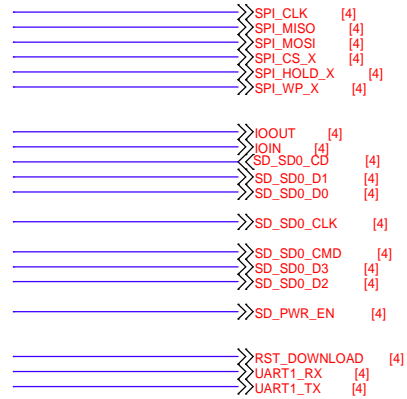 SPI_CLK [4]
SPI_MISO [4]
SPI_MOSI [4]
SPI_CS_X [4]
SPI_HOLD_X [4]
SPI_WP_X [4]
IOOUT [4]
IOIN [4]
SD_SD0_CD [4]
SD_SD0_D1 [4]
SD_SD0_D0 [4]
SD_SD0_CLK [4]
SD_SD0_CMD [4]
SD_SD0_D3 [4]
SD_SD0_D2 [4]
SD_PWR_EN [4]
RST_DOWNLOAD [4]
UART1_RX [4]
UART1_TX [4]